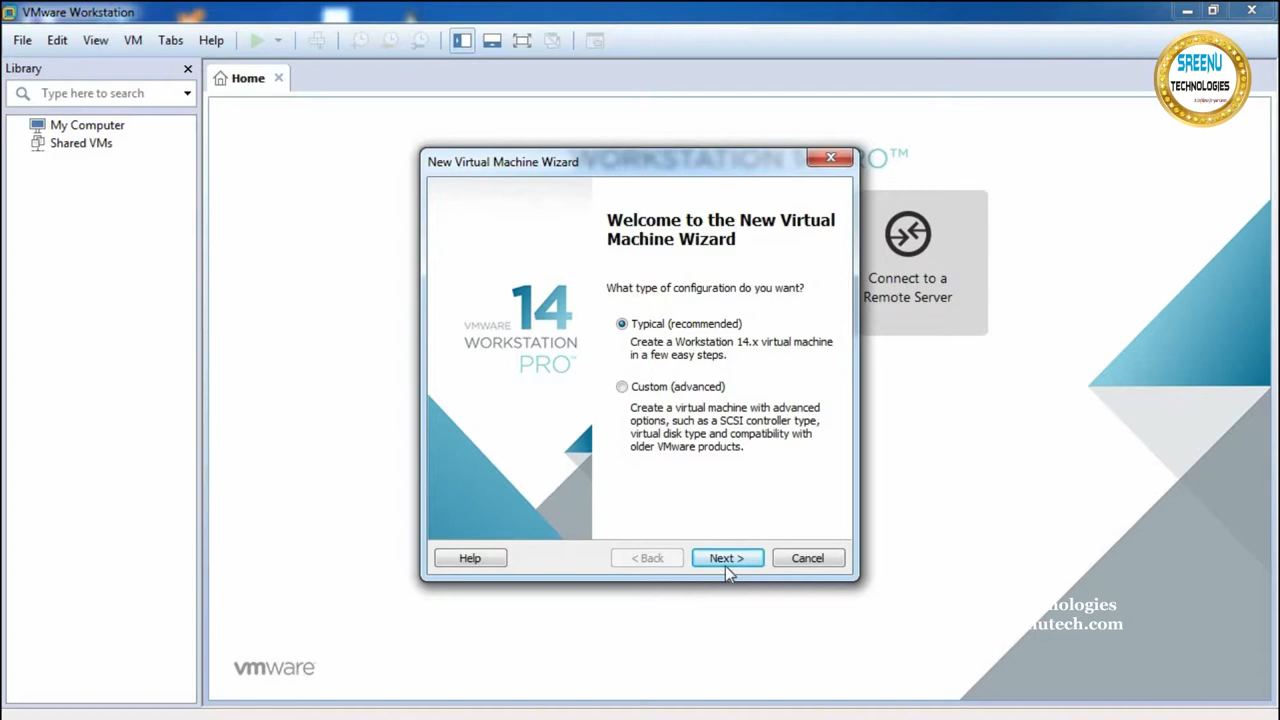 VMware Workstation
File Edit View VM Tabs Help
Library
Type here to search
My Computer
Shared VMs
Home
SREENU
TECHNOLOGIES
WORKSTATION PRO™
Connect to a
Remote Server
New Virtual Machine Wizard
VMWARE 14
WORKSTATION
PRO™
Welcome to the New Virtual
Machine Wizard
What type of configuration do you want?
Typical (recommended)
Create a Workstation 14.x virtual machine
in a few easy steps.
Custom (advanced)
Create a virtual machine with advanced
options, such as a SCSI controller type,
virtual disk type and compatibility with
older VMware products.
Help < Back Next > Cancel
nologies
utech.com
vmware